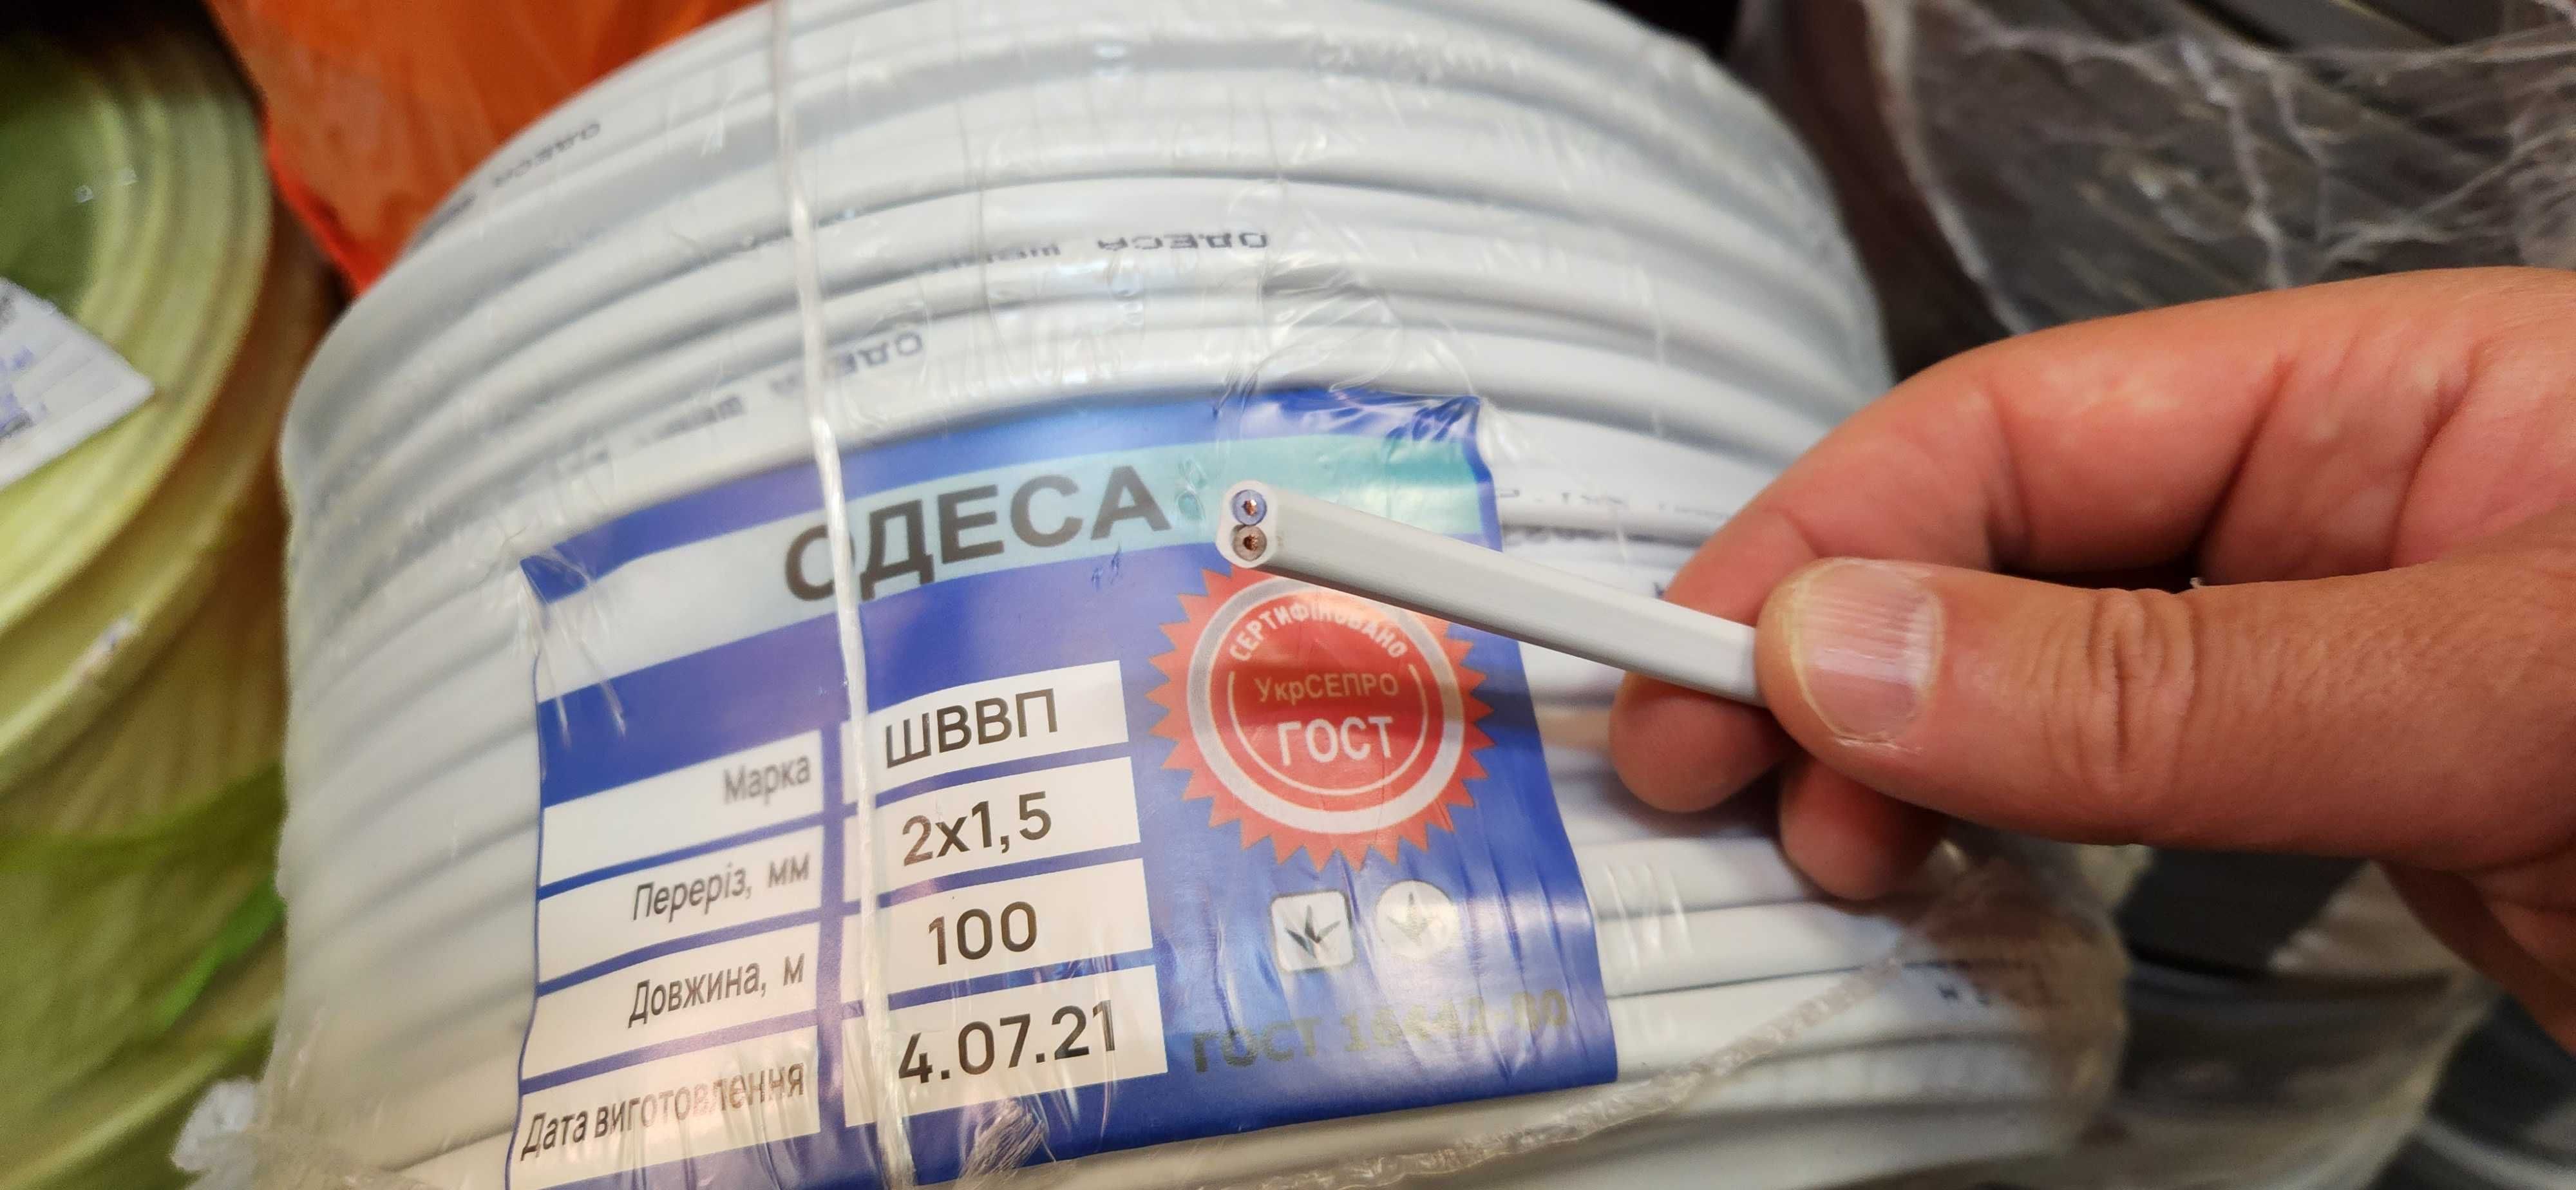 ОДЕСА
ОДЕСА
ОДЕСА
ОДЕСА
СЕРТИФІКОВАНО
УкрСЕПРО
ГОСТ
Марка ШВВП
Переріз, мм 2х1,5
Довжина, м 100
Дата виготовлення 4.07.21
ГОСТ